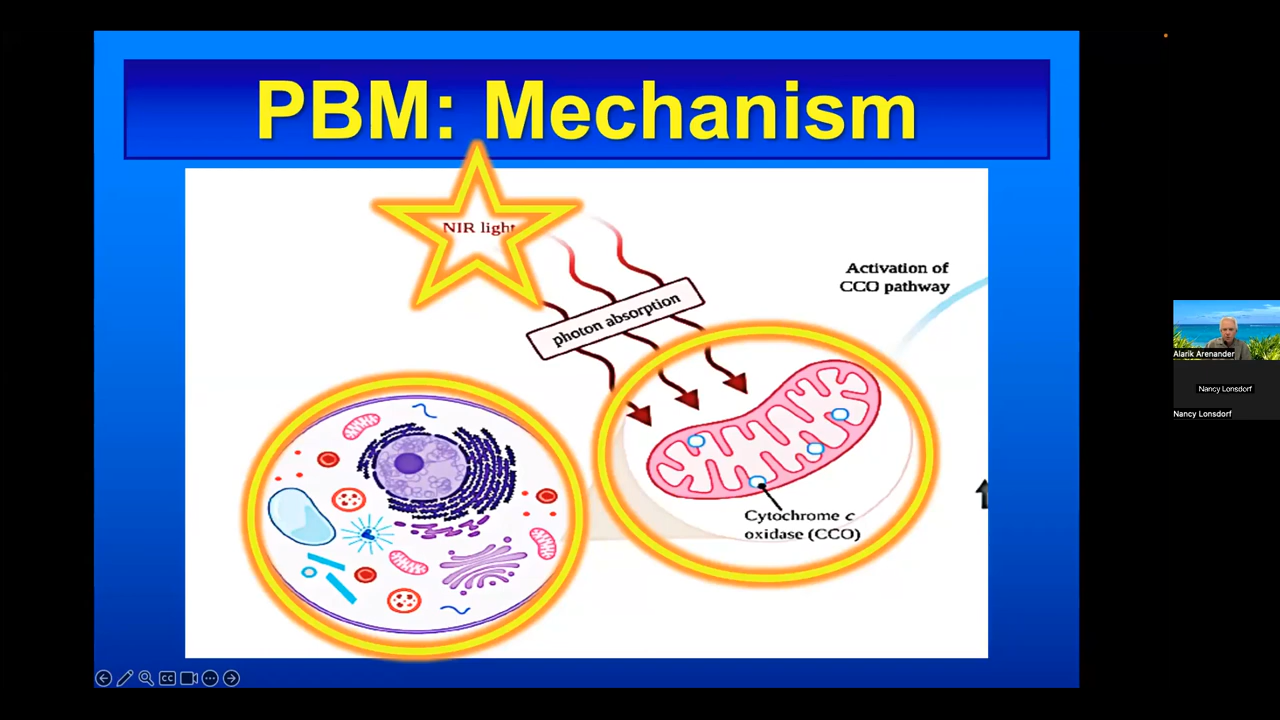 PBM: Mechanism
NIR light
photon absorption
Activation of
CCO pathway
Cytochrome c
oxidase (CCO)
CC
Alarik Arenander
Nancy Lonsdorf
Nancy Lonsdorf